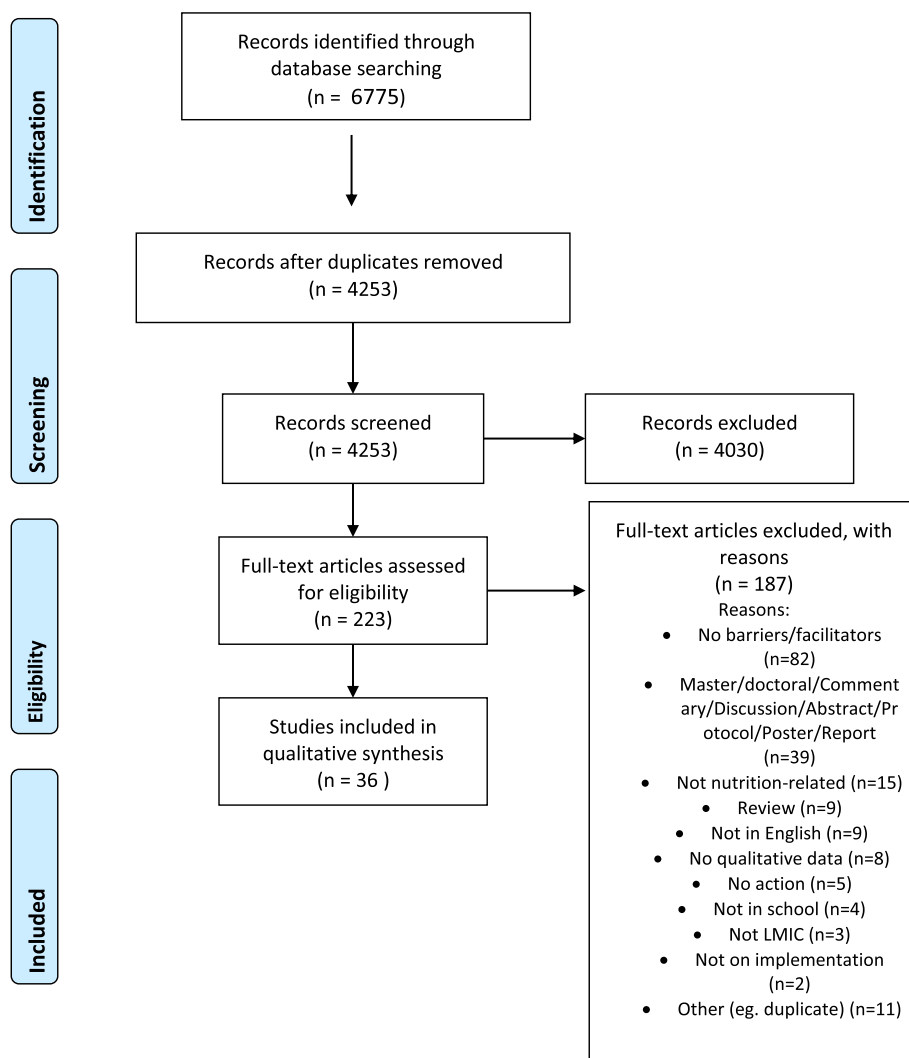 Identification
Records identified through
database searching
(n = 6775)
Records after duplicates removed
(n = 4253)
Screening
Records screened
(n = 4253)
Records excluded
(n = 4030)
Eligibility
Full-text articles assessed
for eligibility
(n = 223)
Full-text articles excluded, with
reasons
(n = 187)
Reasons:
• No barriers/facilitators
(n=82)
• Master/doctoral/Comment
ary/Discussion/Abstract/Pr
otocol/Poster/Report
(n=39)
• Not nutrition-related (n=15)
• Review (n=9)
• Not in English (n=9)
• No qualitative data (n=8)
• No action (n=5)
• Not in school (n=4)
• Not LMIC (n=3)
• Not on implementation
(n=2)
• Other (eg. duplicate) (n=11)
Included
Studies included in
qualitative synthesis
(n = 36 )